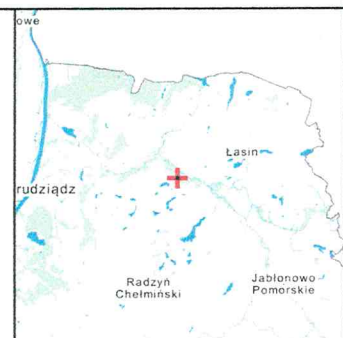 owe
Łasin
rudziądz
Radzyń
Chełmiński
Jabłonowo
Pomorskie